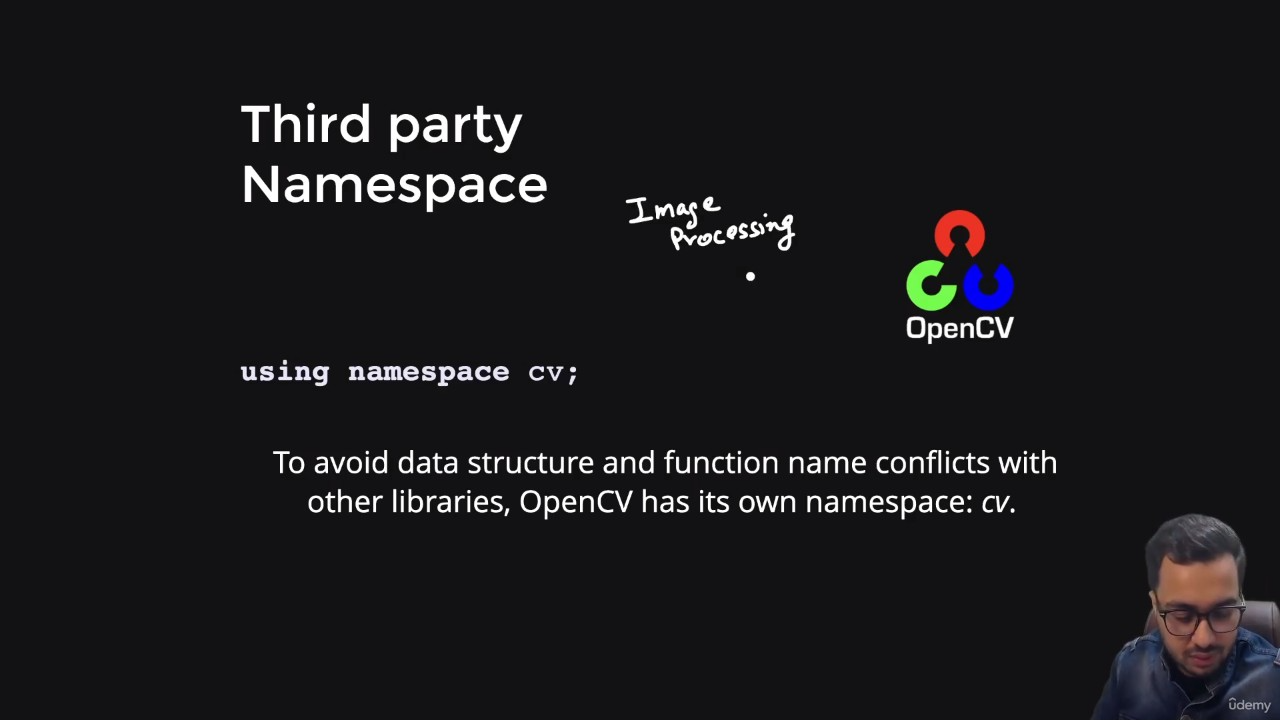 Third party
Namespace
Image
Processing
OpenCV
using namespace cv;
To avoid data structure and function name conflicts with
other libraries, OpenCV has its own namespace: cv.
ûdemy